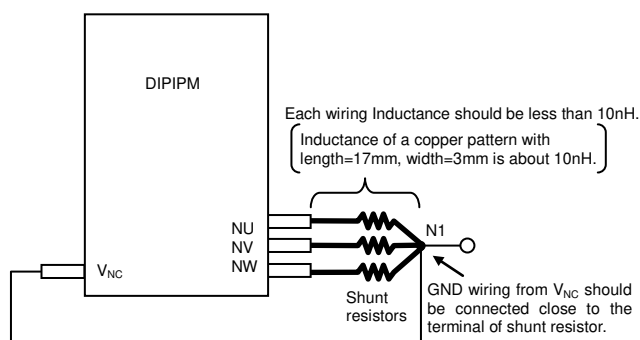 DIPIPM
Each wiring Inductance should be less than 10nH.
Inductance of a copper pattern with
length=17mm, width=3mm is about 10nH.
NU
NV
NW
N1
VNC
Shunt
resistors
GND wiring from VNC should
be connected close to the
terminal of shunt resistor.